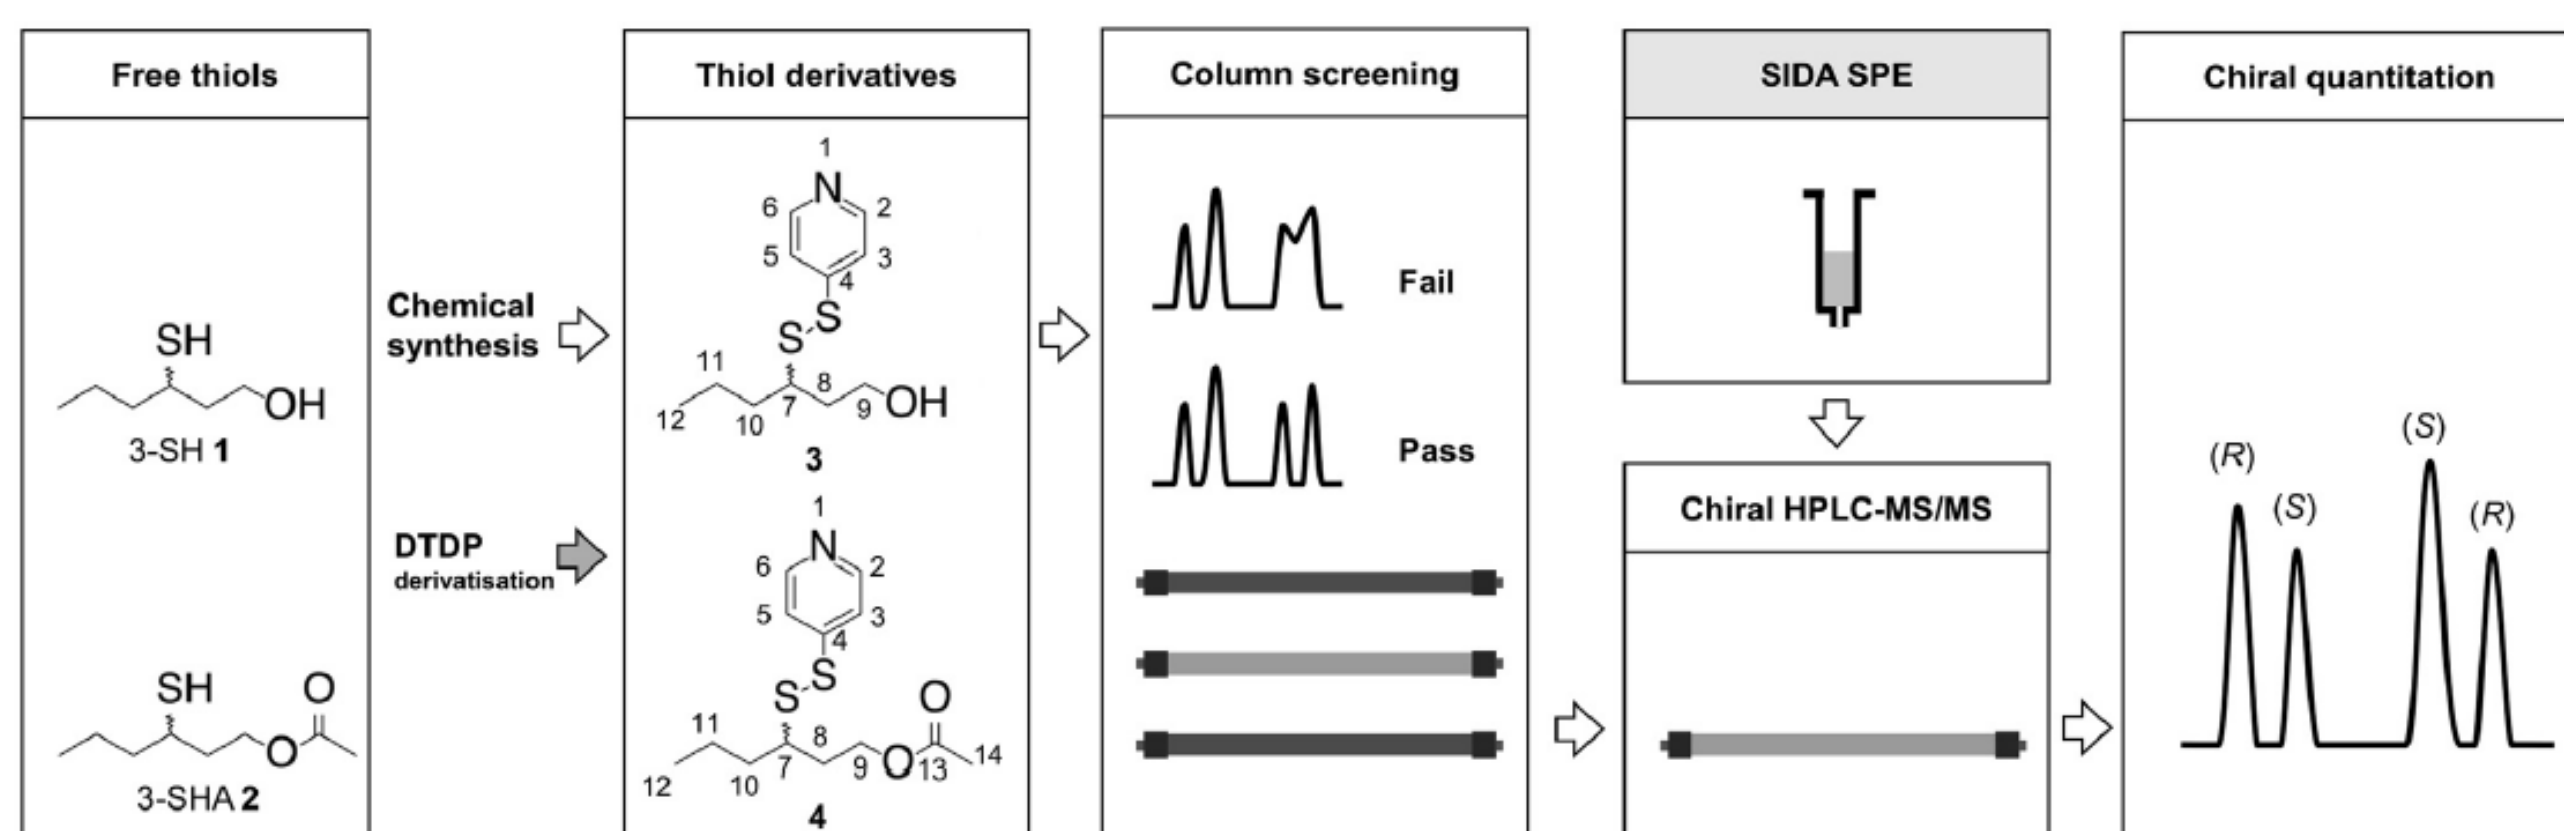 Free thiols
SH
OH
3-SH 1
SH
O
O
3-SHA 2
Chemical
synthesis
DTDP
derivatisation
Thiol derivatives
1
N
6
2
5
3
4
S
S
11
8
OH
12
10
7
9
3
1
N
6
2
5
3
4
S
S
O
11
8
14
12
10
7
9
O
13
4
Column screening
Fail
Pass
SIDA SPE
Chiral HPLC-MS/MS
Chiral quantitation
(R)
(S)
(S)
(R)